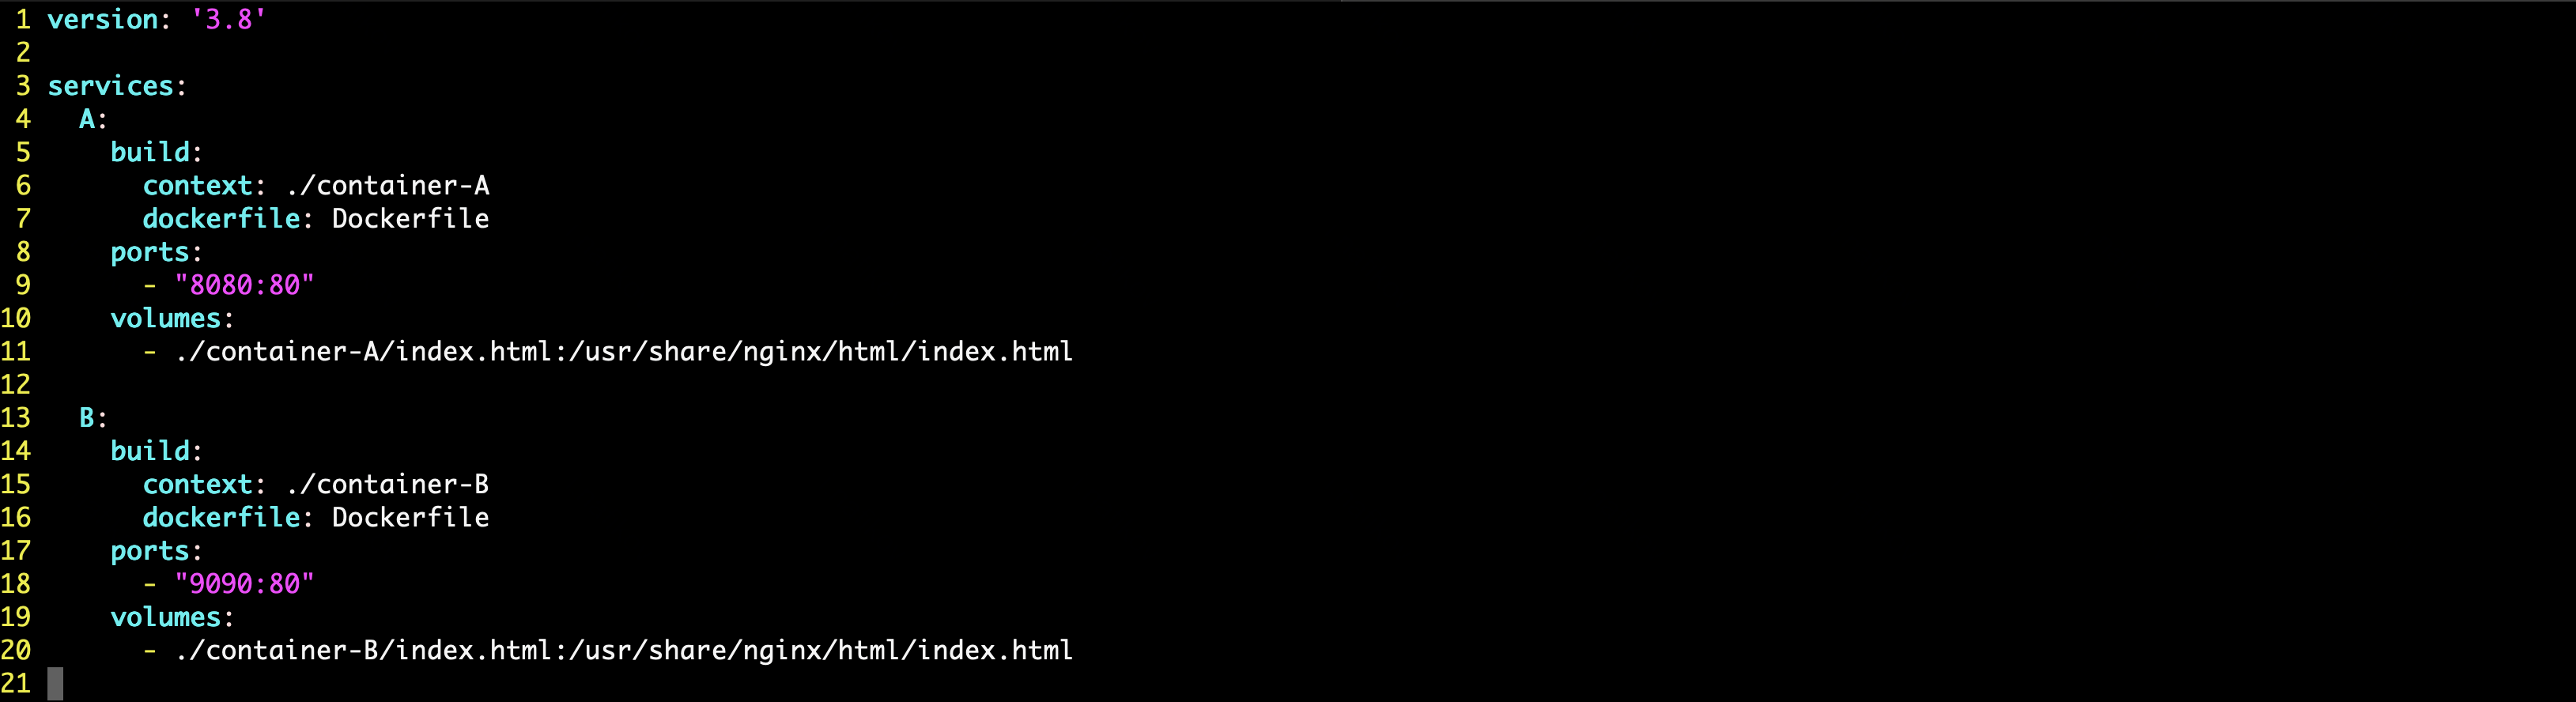 1 version: '3.8'
2
3 services:
4   A:
5     build:
6       context: ./container-A
7       dockerfile: Dockerfile
8     ports:
9       - "8080:80"
10     volumes:
11       - ./container-A/index.html:/usr/share/nginx/html/index.html
12
13   B:
14     build:
15       context: ./container-B
16       dockerfile: Dockerfile
17     ports:
18       - "9090:80"
19     volumes:
20       - ./container-B/index.html:/usr/share/nginx/html/index.html
21